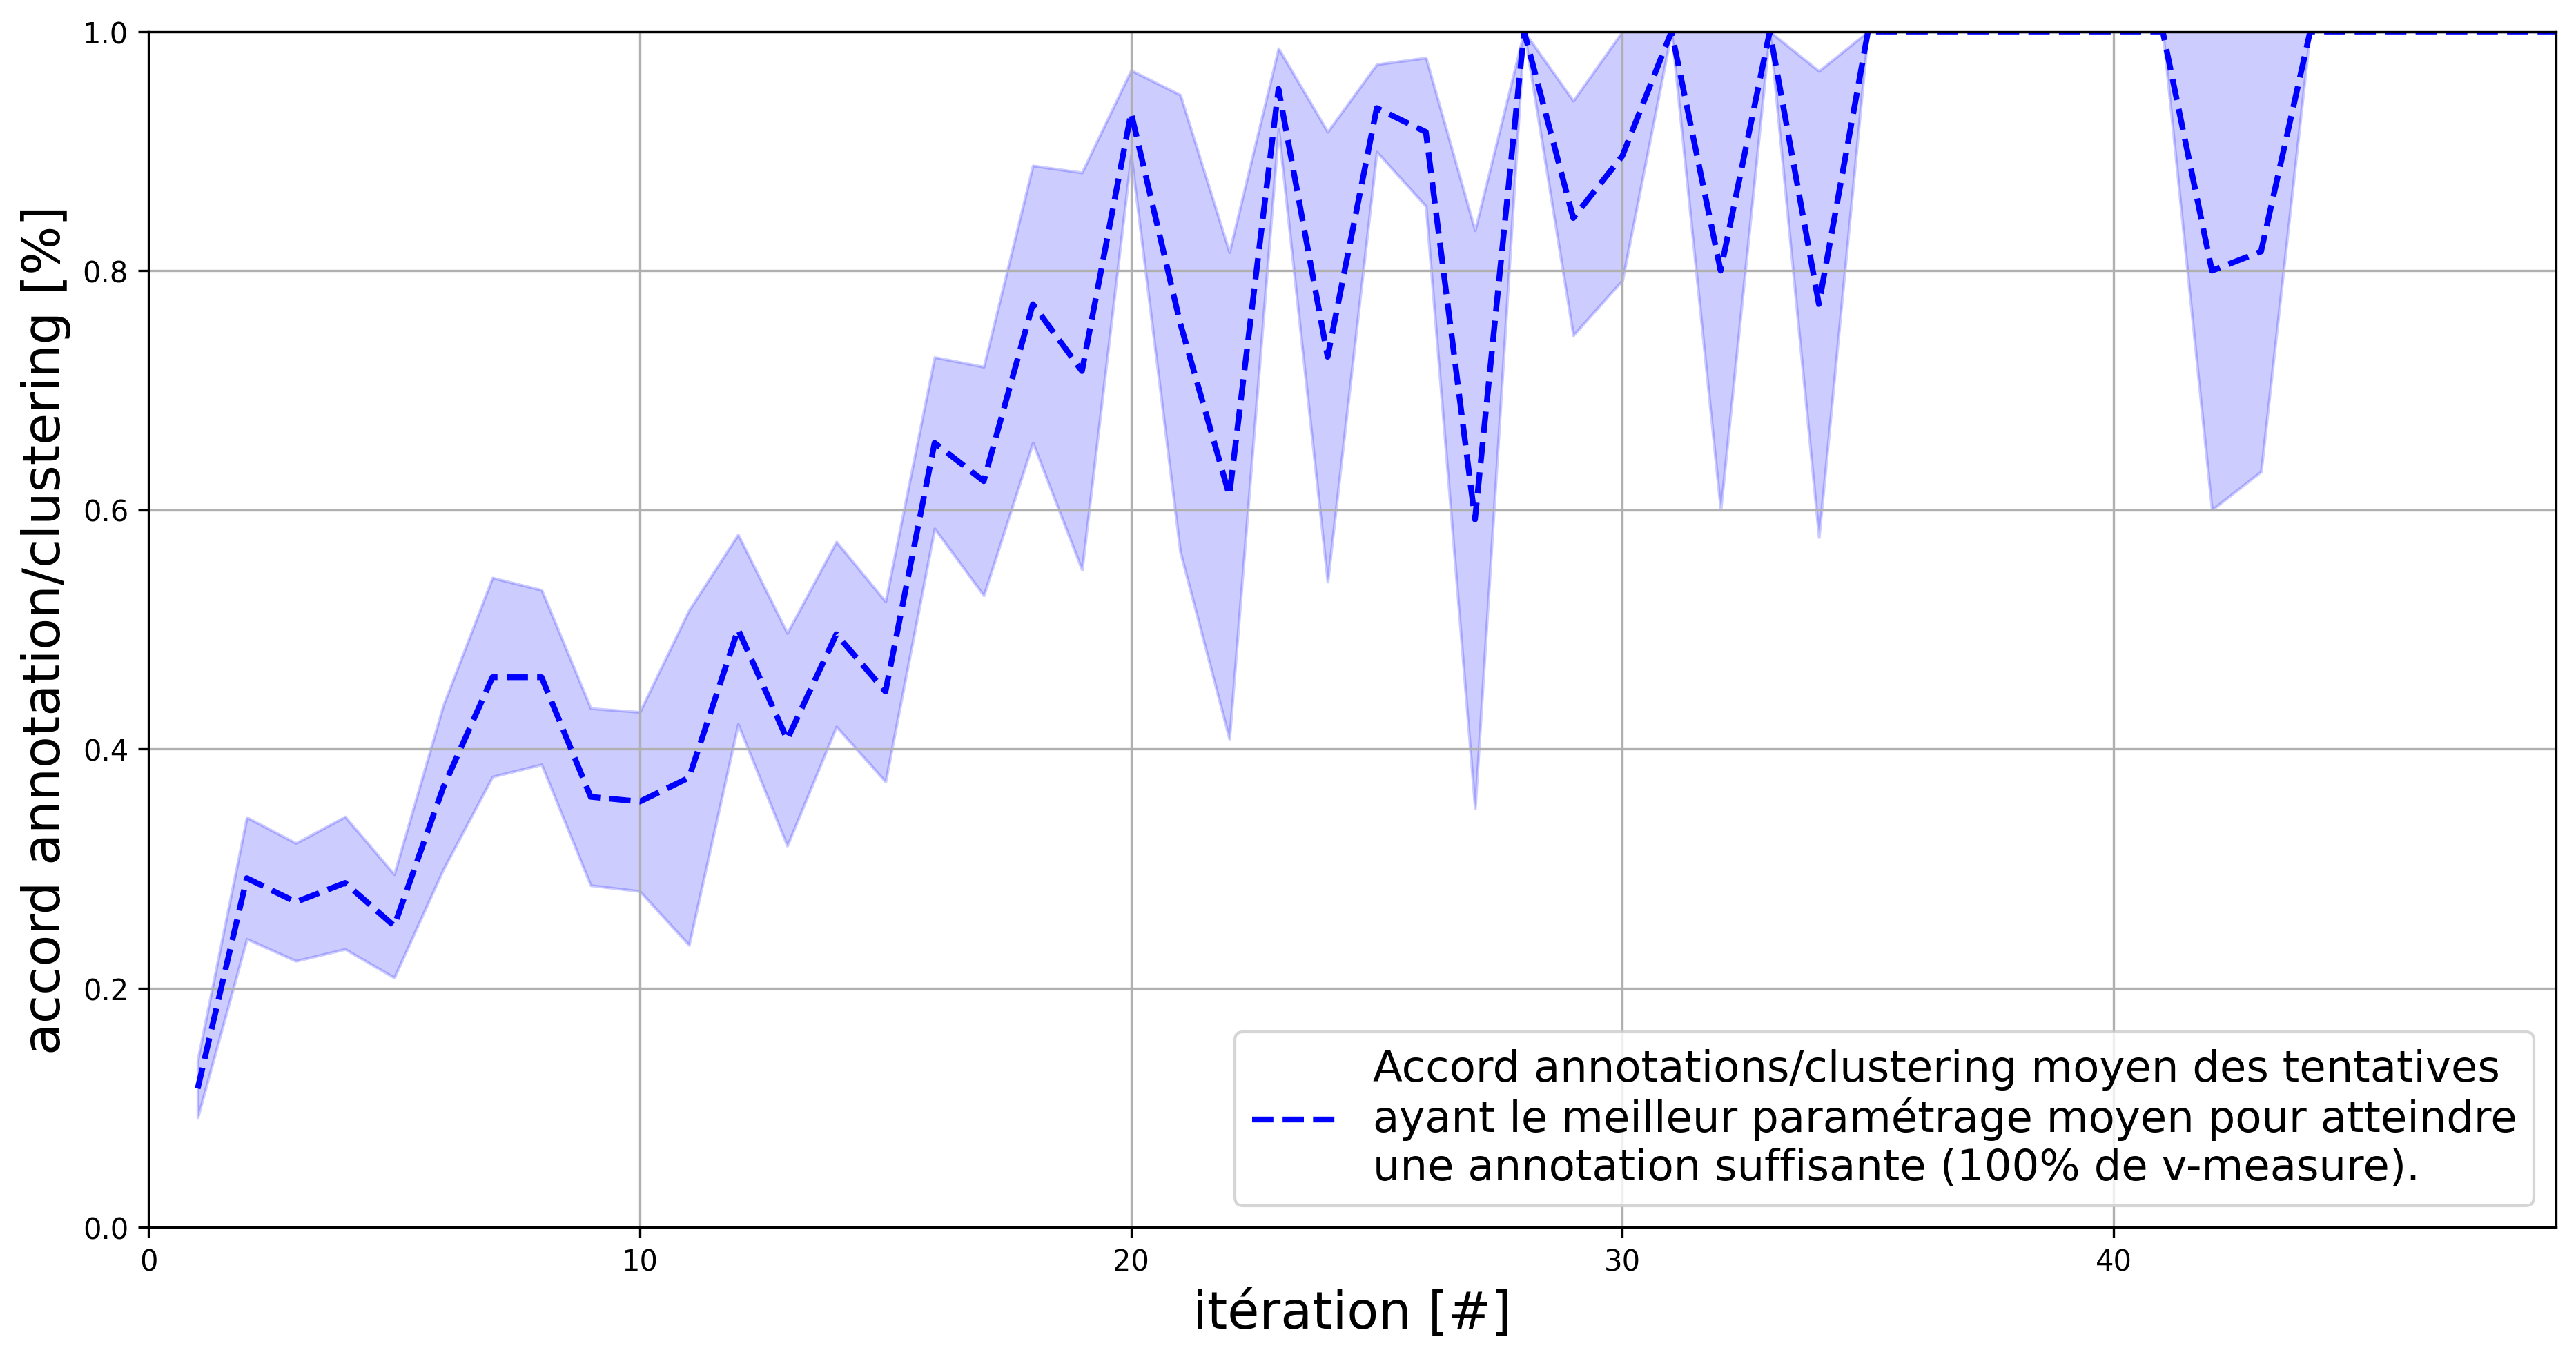 accord annotation/clustering [%]
1.0
0.8
0.6
0.4
0.2
0.0
0
10
20
30
40
itération [#]
Accord annotations/clustering moyen des tentatives
ayant le meilleur paramétrage moyen pour atteindre
une annotation suffisante (100% de v-measure).